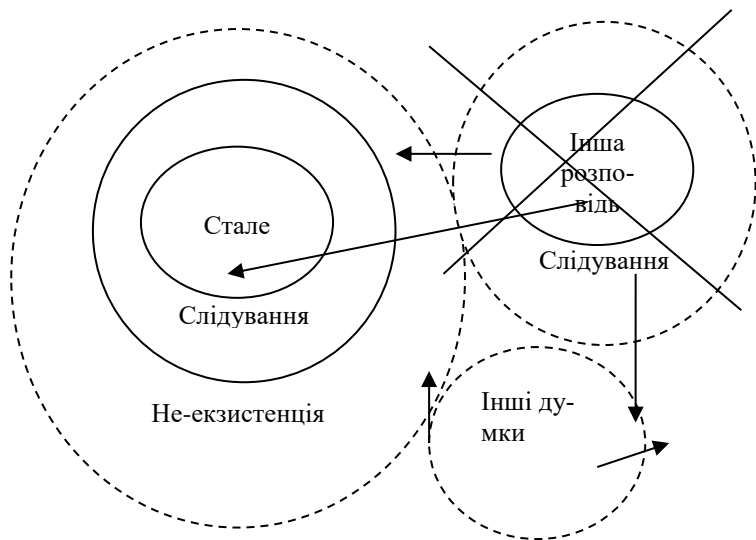 Інша
розпо-
відь
Стале
Слідування
Слідування
Не-екзистенція
Інші ду-
мки